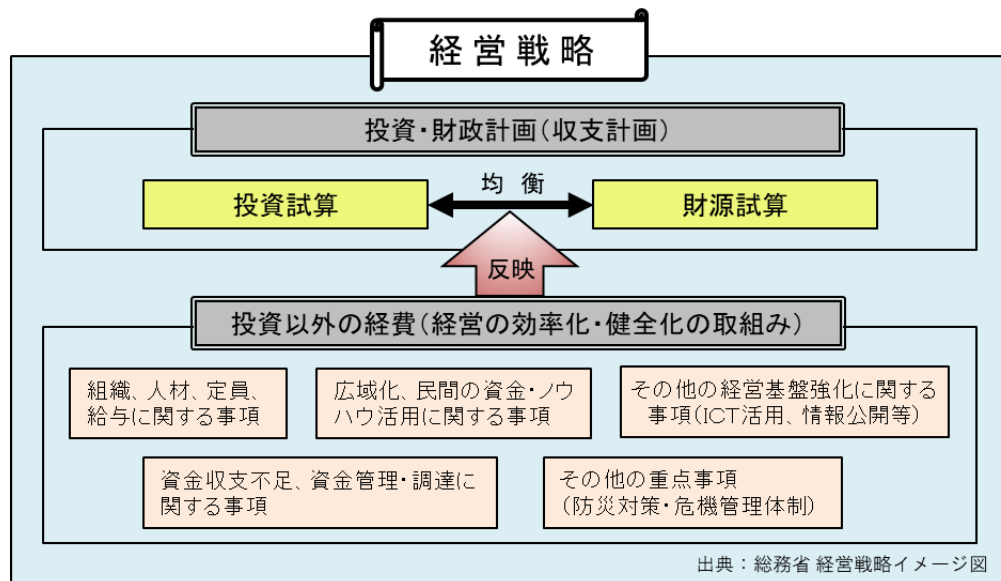 経営戦略
投資・財政計画（収支計画）
投資試算
均 衡
財源試算
反映
投資以外の経費（経営の効率化・健全化の取組み）
組織、人材、定員、
給与に関する事項
広域化、民間の資金・ノウ
ハウ活用に関する事項
その他の経営基盤強化に関する
事項（ICT活用、情報公開等）
資金収支不足、資金管理・調達に
関する事項
その他の重点事項
（防災対策・危機管理体制）
出典：総務省 経営戦略イメージ図